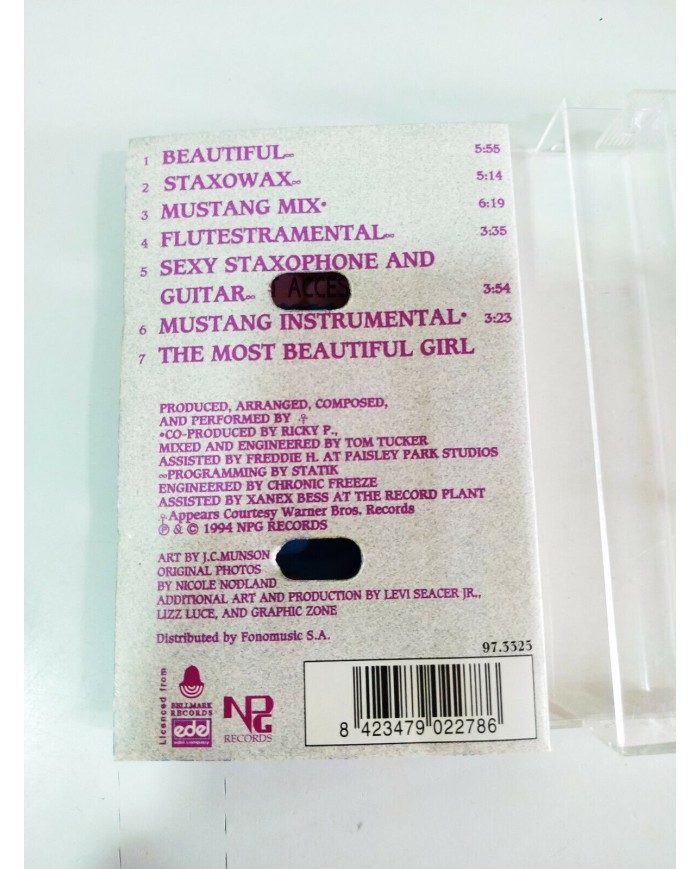 1 BEAUTIFUL∞ 5:55
2 STAXOWAX∞ 5:14
3 MUSTANG MIX• 6:19
4 FLUTESTRAMENTAL∞ 3:35
5 SEXY STAXOPHONE AND
GUITAR∞ 3:54
ACCES
6 MUSTANG INSTRUMENTAL• 3:23
7 THE MOST BEAUTIFUL GIRL
PRODUCED, ARRANGED, COMPOSED,
AND PERFORMED BY
•CO-PRODUCED BY RICKY P.,
MIXED AND ENGINEERED BY TOM TUCKER
ASSISTED BY FREDDIE H. AT PAISLEY PARK STUDIOS
∞PROGRAMMING BY STATIK
ENGINEERED BY CHRONIC FREEZE
ASSISTED BY XANEX BESS AT THE RECORD PLANT
Appears Courtesy Warner Bros. Records
℗ & © 1994 NPG RECORDS
ART BY J.C.MUNSON
ORIGINAL PHOTOS
BY NICOLE NODLAND
ADDITIONAL ART AND PRODUCTION BY LEVI SEACER JR.,
LIZZ LUCE, AND GRAPHIC ZONE
Distributed by Fonomusic S.A.
97.3325
Licenced from
BELLMARK
RECORDS
edel
edel company
NPG
RECORDS
8 423479 022786